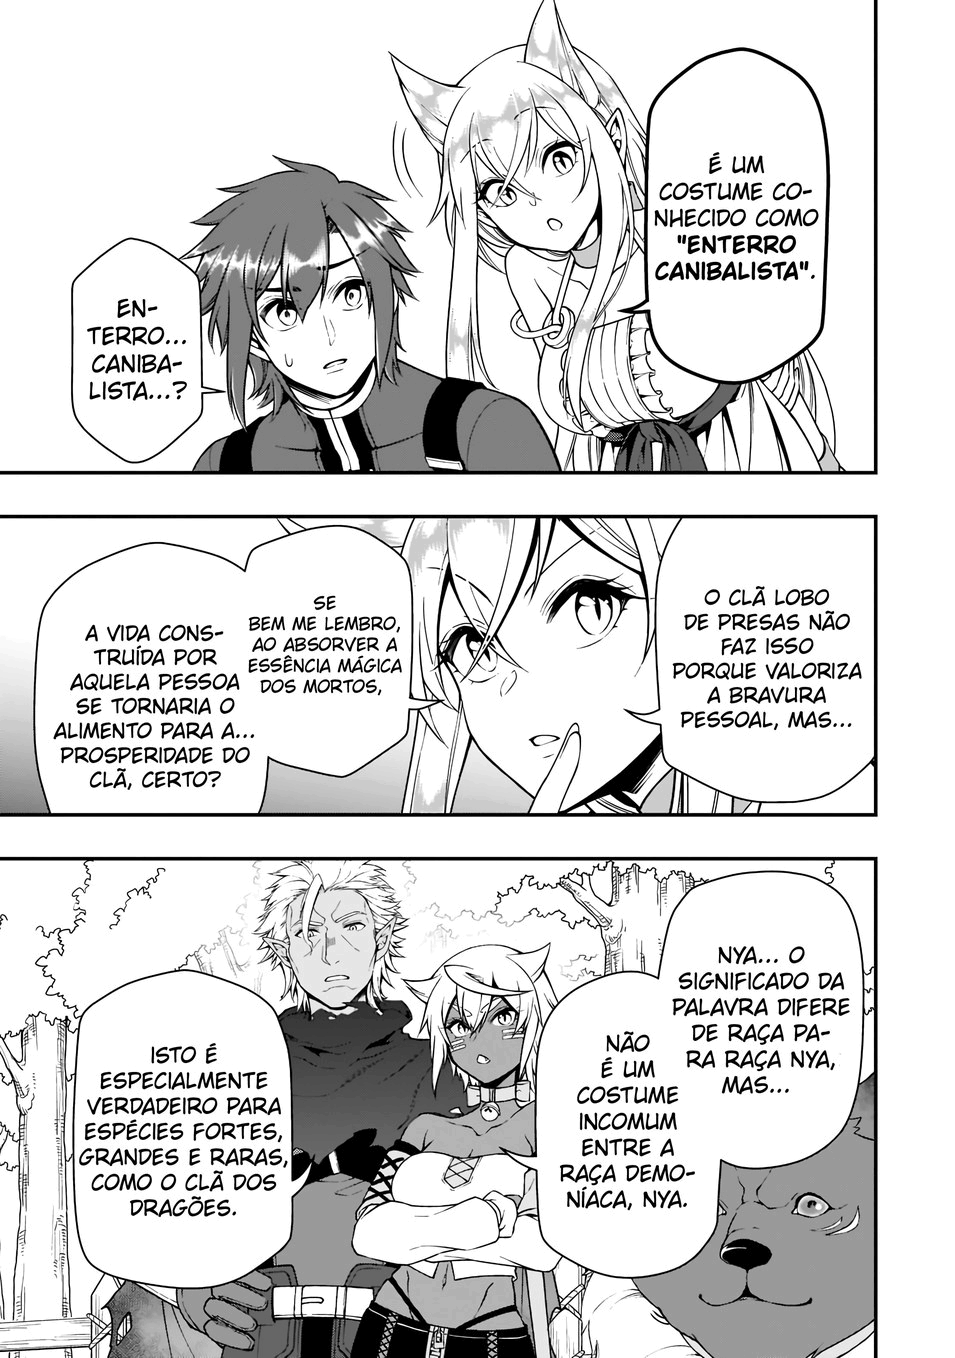 É UM
COSTUME CO-
NHECIDO COMO
"ENTERRO
CANIBALISTA".
EN-
TERRO...
CANIBA-
LISTA...?
O CLÃ LOBO
DE PRESAS NÃO
FAZ ISSO
PORQUE VALORIZA
A BRAVURA
PESSOAL, MAS...
SE
BEM ME LEMBRO,
AO ABSORVER A
ESSÊNCIA MÁGICA
DOS MORTOS,
A VIDA CONS-
TRUÍDA POR
AQUELA PESSOA
SE TORNARIA O
ALIMENTO PARA A...
PROSPERIDADE DO
CLÃ, CERTO?
NYA... O
SIGNIFICADO DA
PALAVRA DIFERE
DE RAÇA PA-
RA RAÇA NYA,
MAS...
NÃO
É UM
COSTUME
INCOMUM
ENTRE A
RAÇA DEMO-
NÍACA, NYA.
ISTO É
ESPECIALMENTE
VERDADEIRO PARA
ESPÉCIES FORTES,
GRANDES E RARAS,
COMO O CLÃ DOS
DRAGÕES.